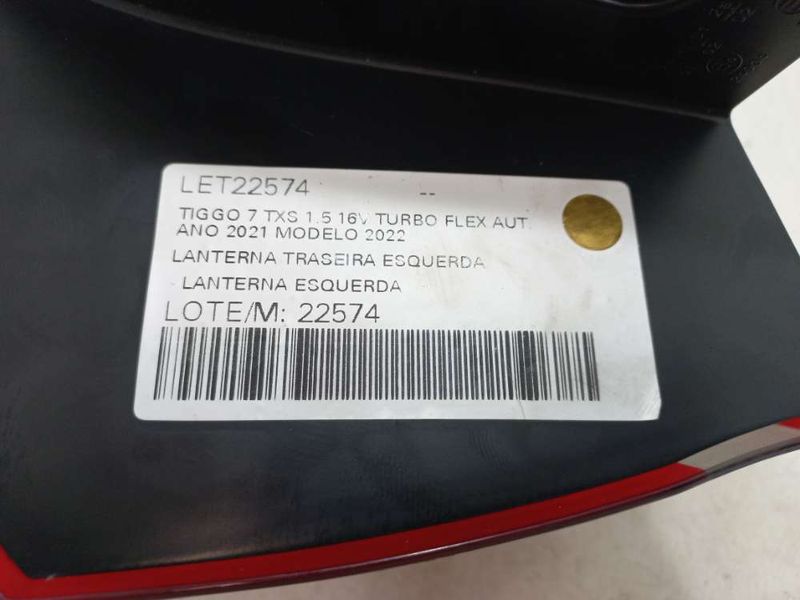 LET22574 --
TIGGO 7 TXS 1.5 16V TURBO FLEX AUT.
ANO 2021 MODELO 2022
LANTERNA TRASEIRA ESQUERDA
LANTERNA ESQUERDA
LOTE/M: 22574